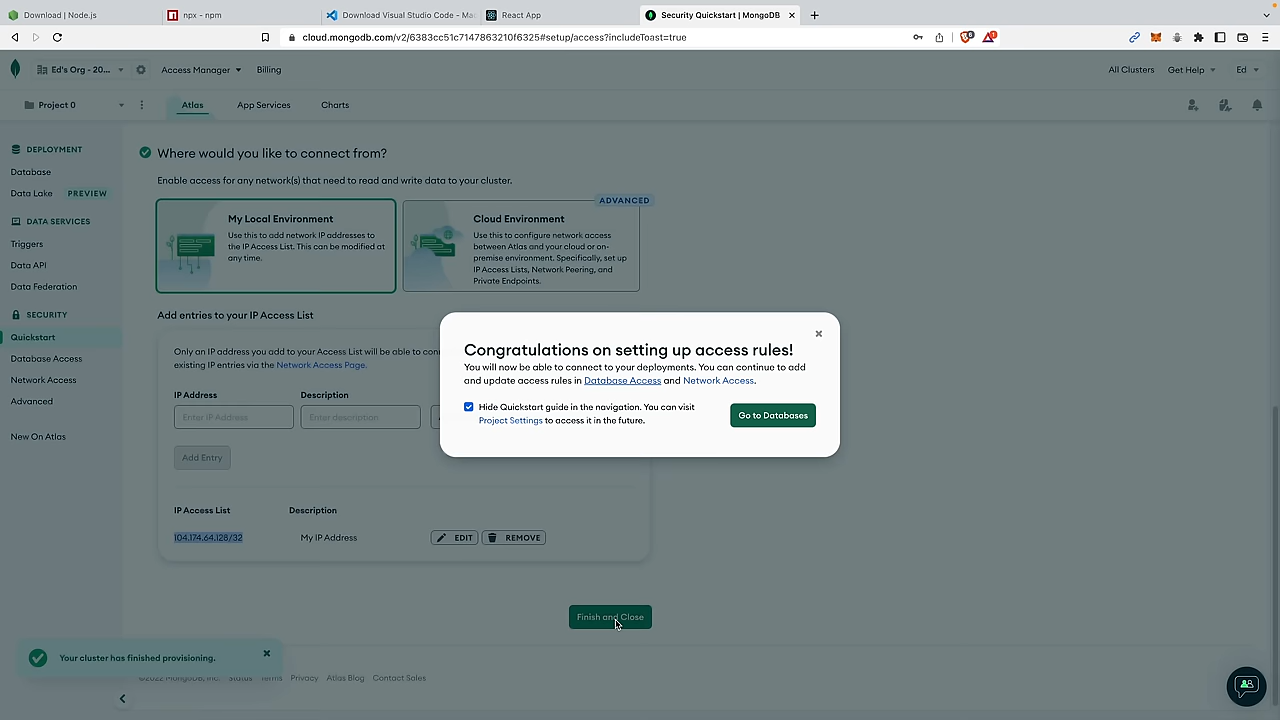 Download | Node.js
npx - npm
Download Visual Studio Code - Ma
React App
Security Quickstart | MongoDB
cloud.mongodb.com/v2/6383cc51c7147863210f6325#setup/access?includeToast=true
Ed's Org - 20...
Access Manager
Billing
All Clusters
Get Help
Ed
Project 0
Atlas
App Services
Charts
DEPLOYMENT
Database
Data Lake PREVIEW
DATA SERVICES
Triggers
Data API
Data Federation
SECURITY
Quickstart
Database Access
Network Access
Advanced
New On Atlas
Where would you like to connect from?
Enable access for any network(s) that need to read and write data to your cluster.
My Local Environment
Use this to add network IP addresses to
the IP Access List. This can be modified at
any time.
ADVANCED
Cloud Environment
Use this to configure network access
between Atlas and your cloud or on-
premise environment. Specifically, set up
IP Access Lists, Network Peering, and
Private Endpoints.
Add entries to your IP Access List
Only an IP address you add to your Access List will be able to
existing IP entries via the Network Access Page.
IP Address
Description
Enter IP Address
Enter description
Add Entry
IP Access List
Description
104.174.64.128/32
My IP Address
EDIT
REMOVE
Congratulations on setting up access rules!
You will now be able to connect to your deployments. You can continue to add
and update access rules in Database Access and Network Access.
Hide Quickstart guide in the navigation. You can visit
Project Settings to access it in the future.
Go to Databases
Finish and Close
Your cluster has finished provisioning.
©2022 MongoDB, Inc.
Status
Terms
Privacy
Atlas Blog
Contact Sales